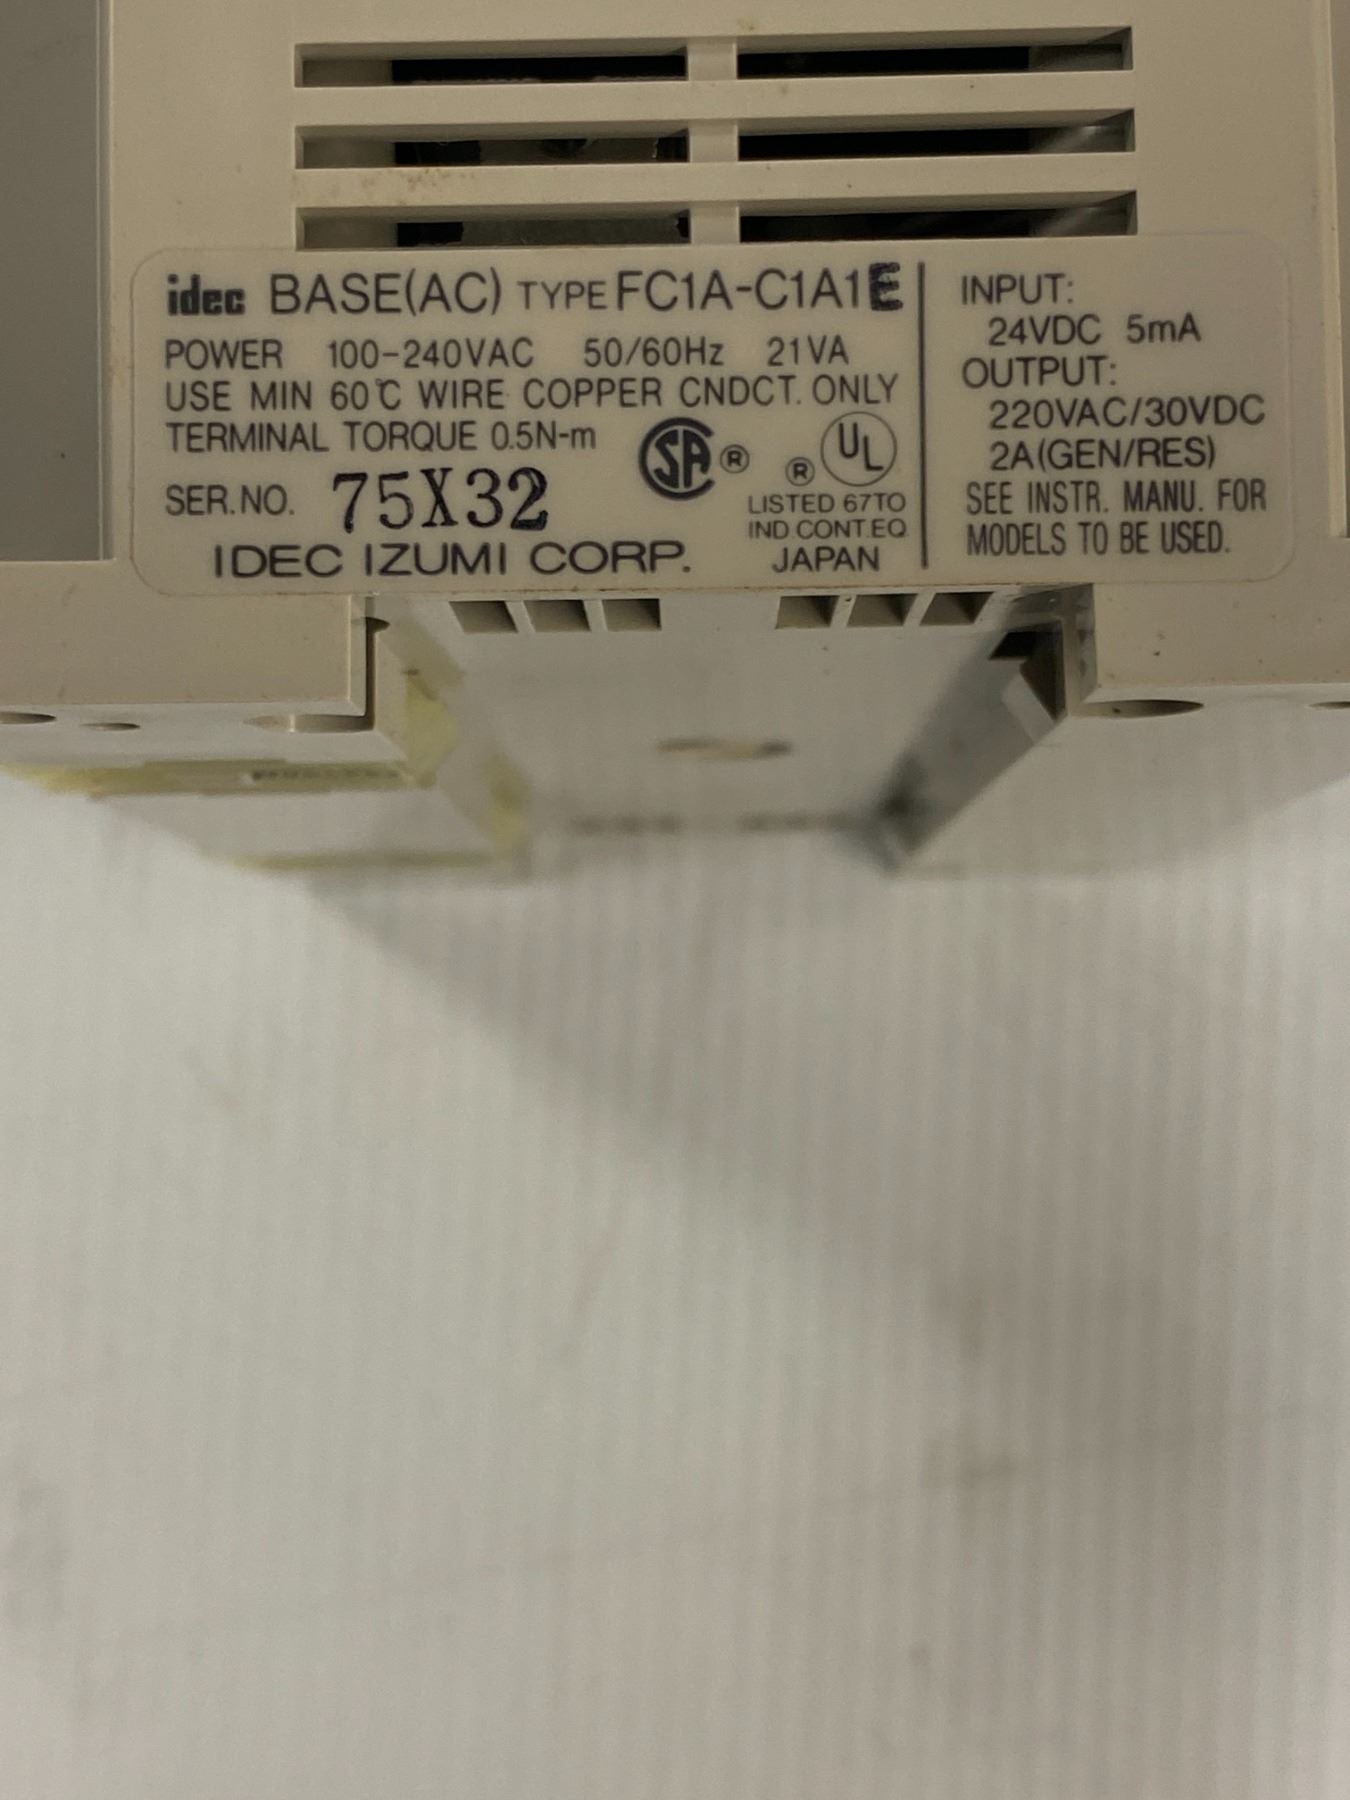 idec BASE(AC) TYPE FC1A-C1A1E
POWER 100-240VAC 50/60Hz 21VA
USE MIN 60℃ WIRE COPPER CNDCT. ONLY
TERMINAL TORQUE 0.5N-m
SA ® ® UL
SER.NO. 75X32
LISTED 67TO
IND.CONT.EQ
IDEC IZUMI CORP. JAPAN
INPUT:
24VDC 5mA
OUTPUT:
220VAC/30VDC
2A(GEN/RES)
SEE INSTR. MANU. FOR
MODELS TO BE USED.